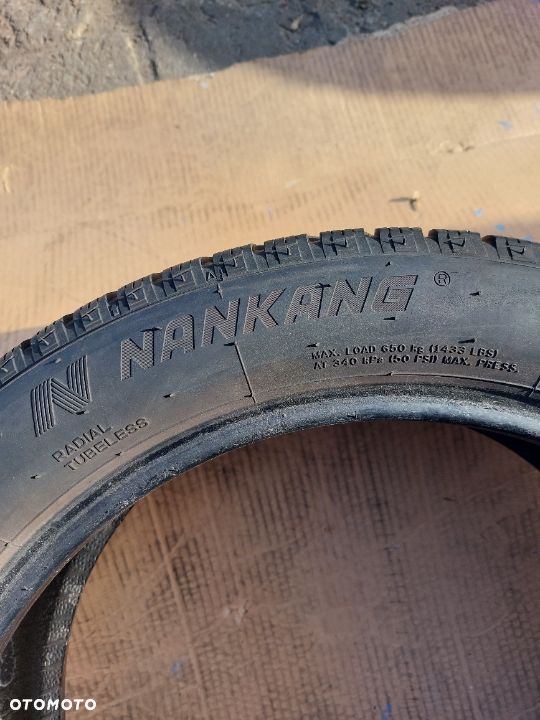 N NANKANG®
MAX. LOAD 650 kg (1433 LBS)
AT 340 kPa (50 PSI) MAX. PRESS.
RADIAL
TUBELESS
OTOMOTO